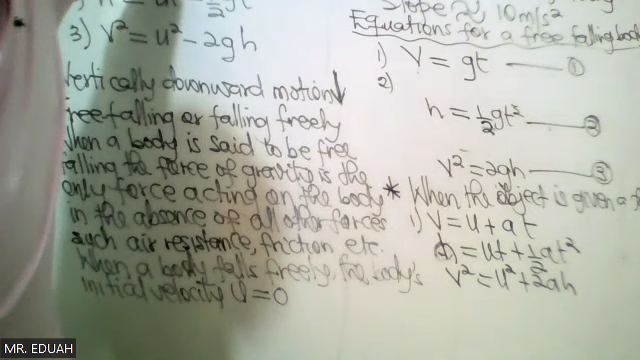 3) V² = u² - 2gh
Vertically downward motion ↓
Free-falling or falling freely
When a body is said to be free
falling the force of gravity is the
only force acting on the body
in the absence of all other forces
such air resistance, friction etc.
When a body falls freely, the body's
initial velocity U = 0
Slope ≈ 10m/s²
Equations for a free falling body
1) V = gt —— ①
2)
h = ½gt² —— ②
V² = 2gh —— ③
* When the object is given a
1) V = u + at
h = ut + ½at²
V² = u² + 2ah
MR. EDUAH